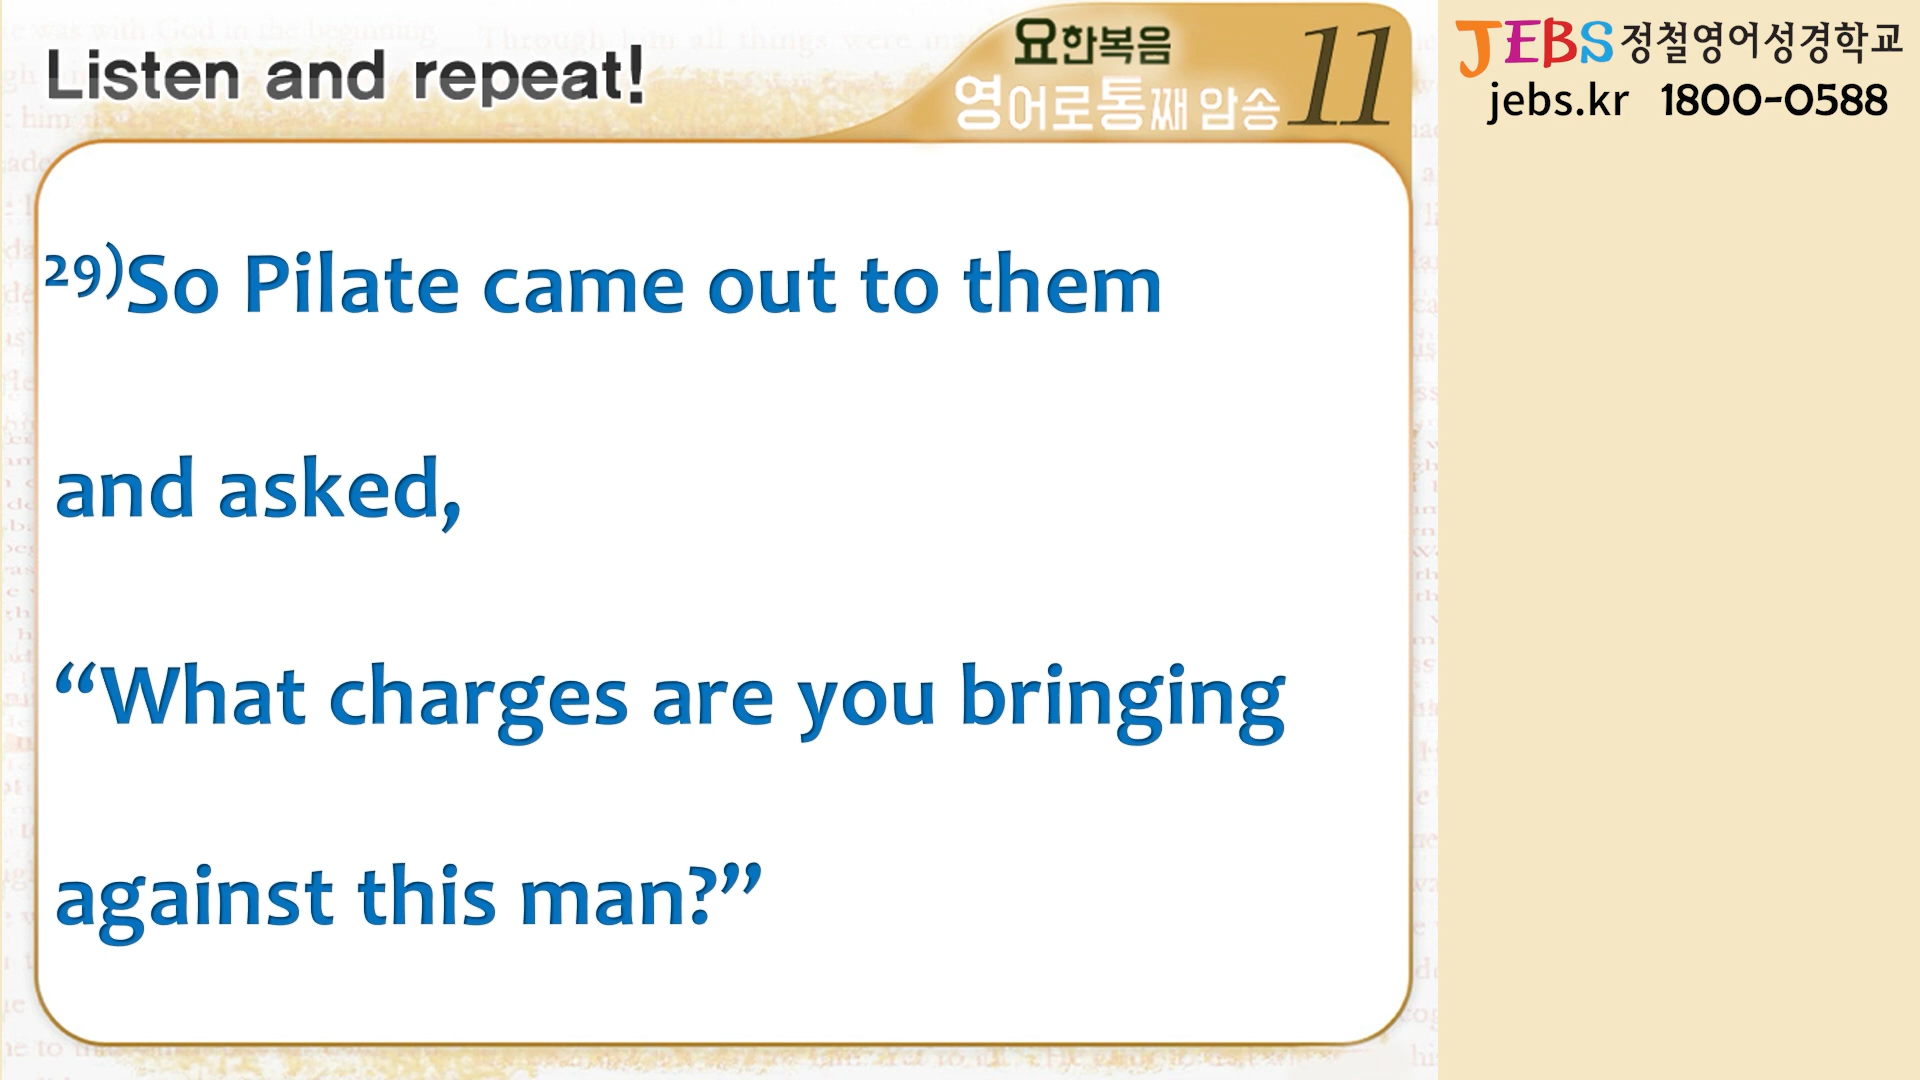 Listen and repeat!
요한복음
영어로통째 암송 11
JEBS 정철영어성경학교
jebs.kr 1800-0588
29)So Pilate came out to them
and asked,
“What charges are you bringing
against this man?”